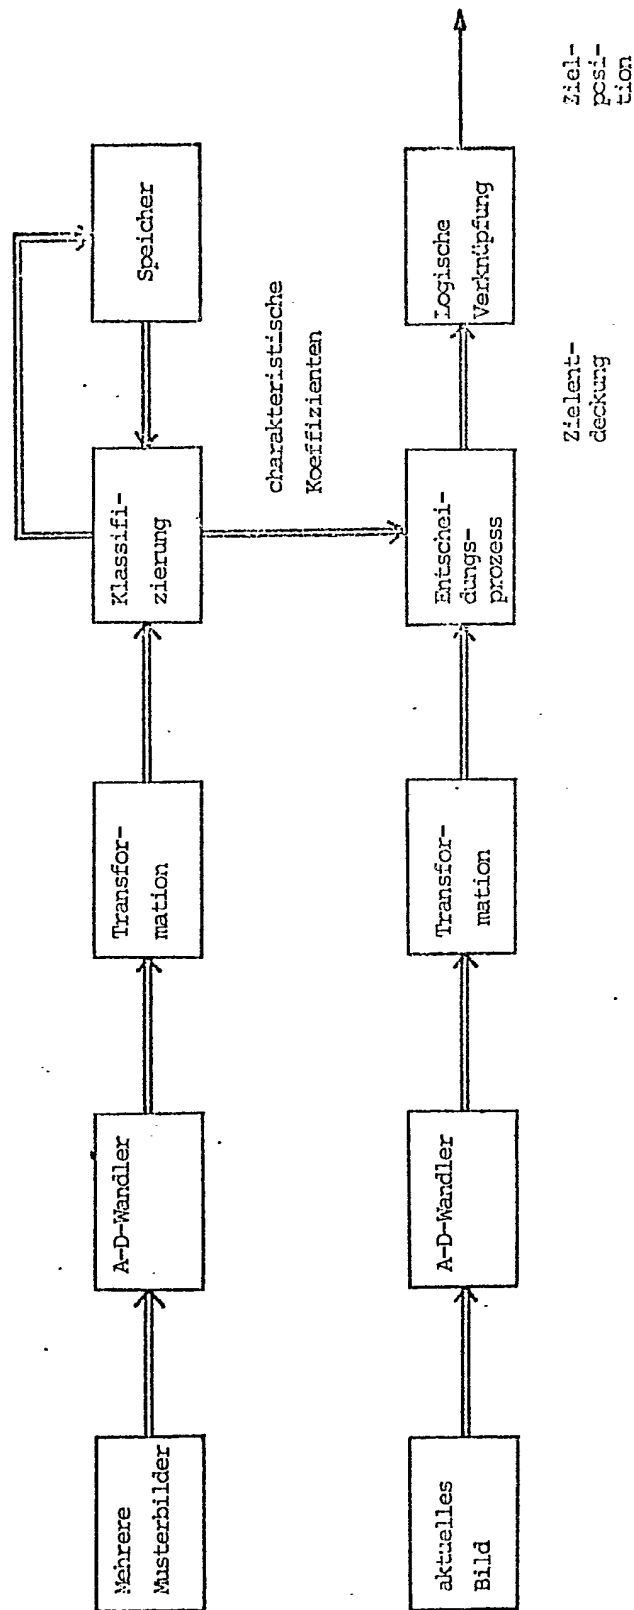 Mehrere
Musterbilder
A-D-Wandler
Transfor-
mation
Klassifi-
zierung
Speicher
charakteristische
Koeffizienten
aktuelles
Bild
A-D-Wandler
Transfor-
mation
Entschei-
dungs-
prozess
Logische
Verknüpfung
Zielent-
deckung
Ziel-
posi-
tion